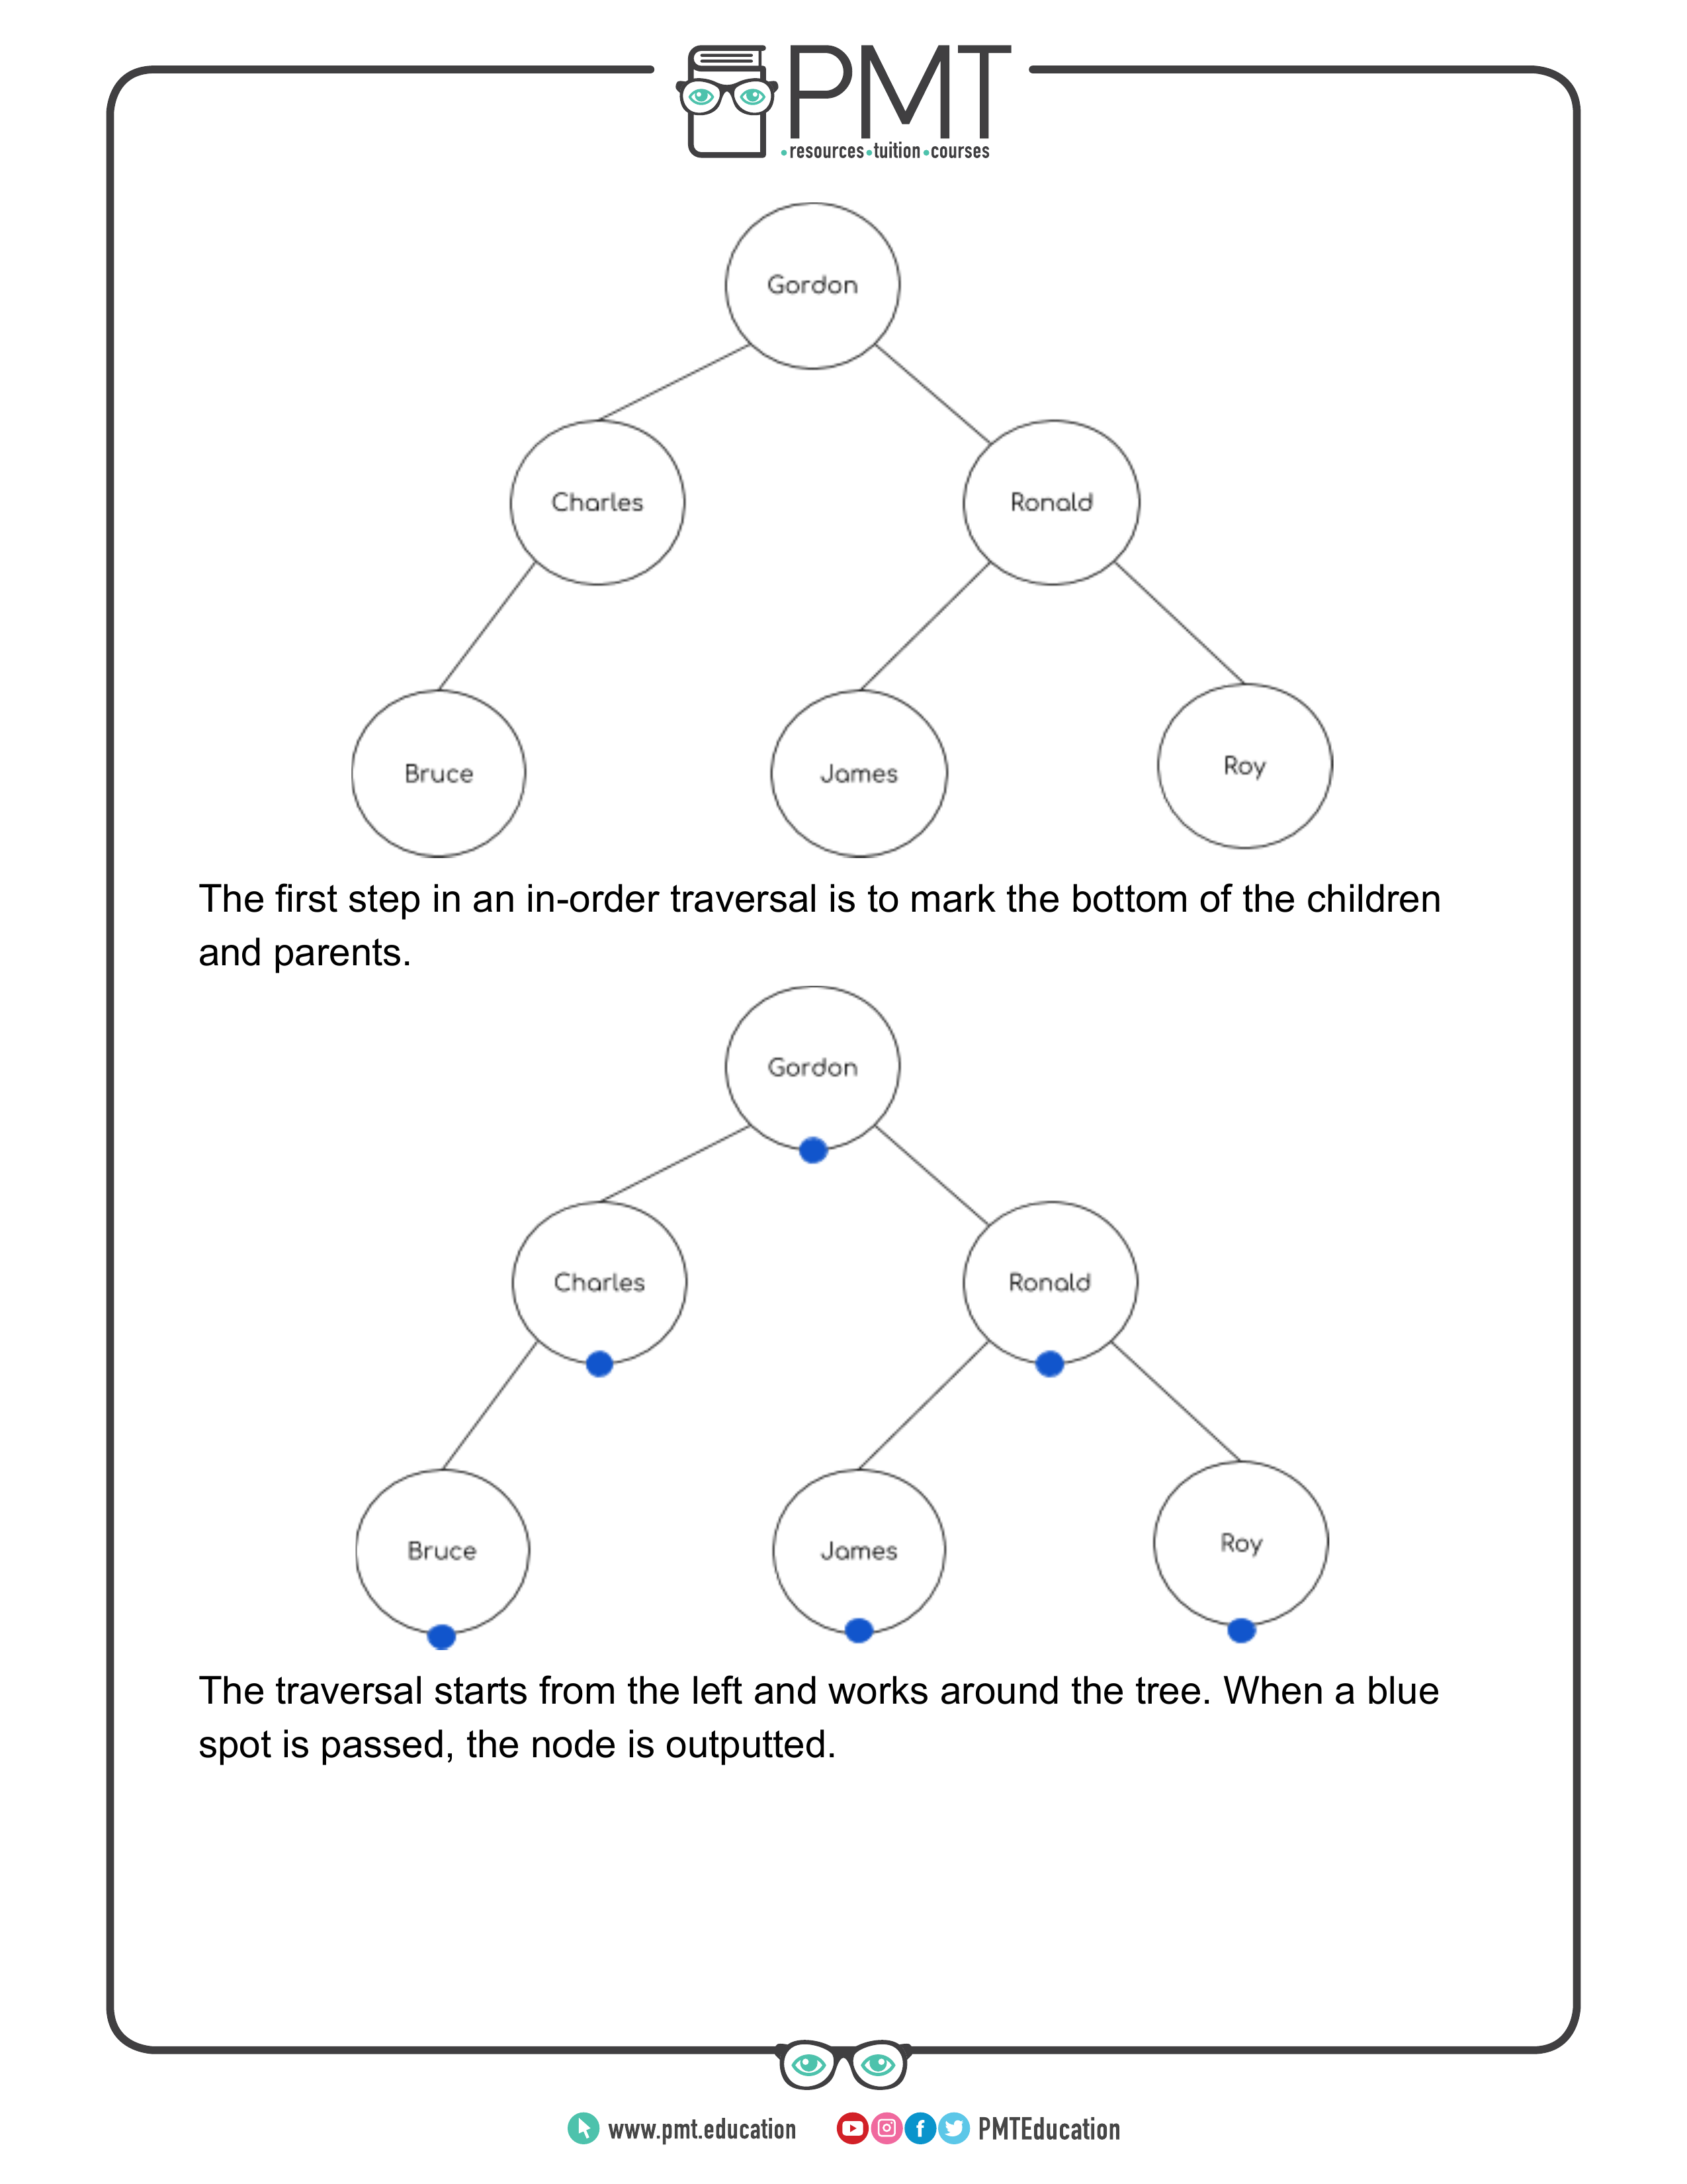 PMT
•resources•tuition•courses
Gordon
Charles
Ronald
Bruce
James
Roy
The first step in an in-order traversal is to mark the bottom of the children
and parents.
Gordon
Charles
Ronald
Bruce
James
Roy
The traversal starts from the left and works around the tree. When a blue
spot is passed, the node is outputted.
www.pmt.education
PMTEducation